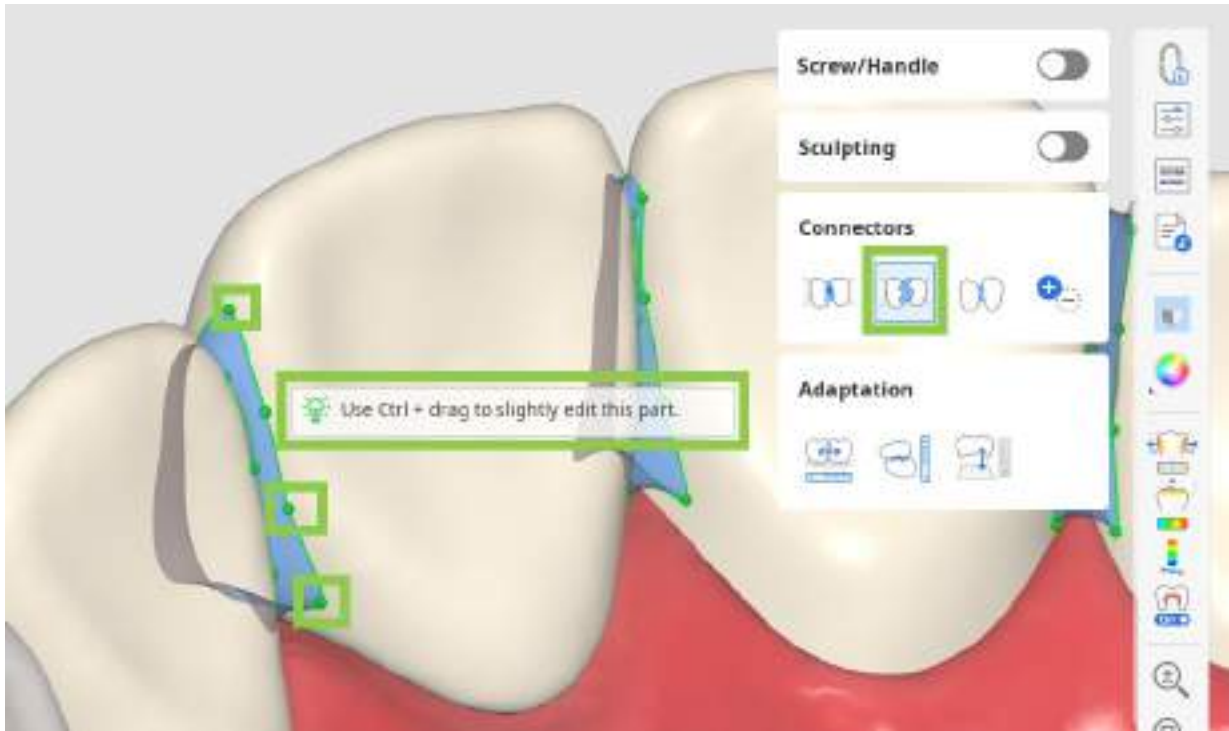 Screw/Handle
Sculpting
Connectors
Use Ctrl + drag to slightly edit this part.
Adaptation